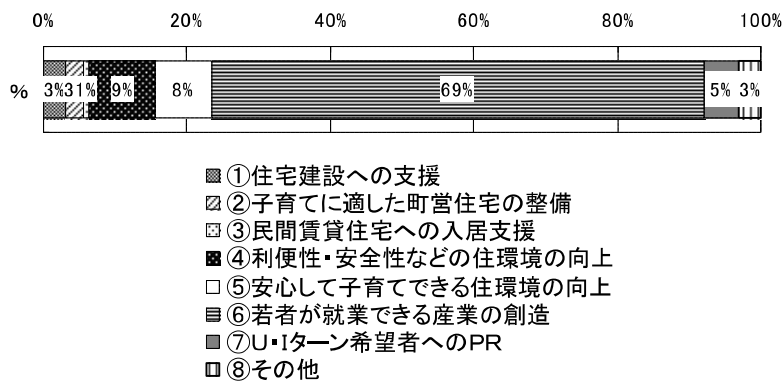 0% 20% 40% 60% 80% 100%
% 3% 3 1% 9% 8% 69% 5% 3%
①住宅建設への支援
②子育てに適した町営住宅の整備
③民間賃貸住宅への入居支援
④利便性・安全性などの住環境の向上
⑤安心して子育てできる住環境の向上
⑥若者が就業できる産業の創造
⑦U・Iターン希望者へのPR
⑧その他